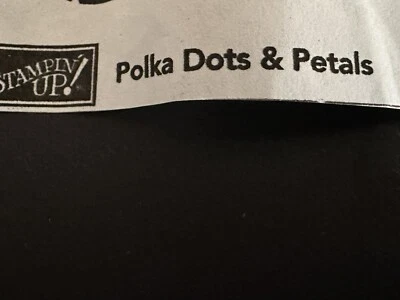 STAMPIN'
UP!
Polka Dots & Petals